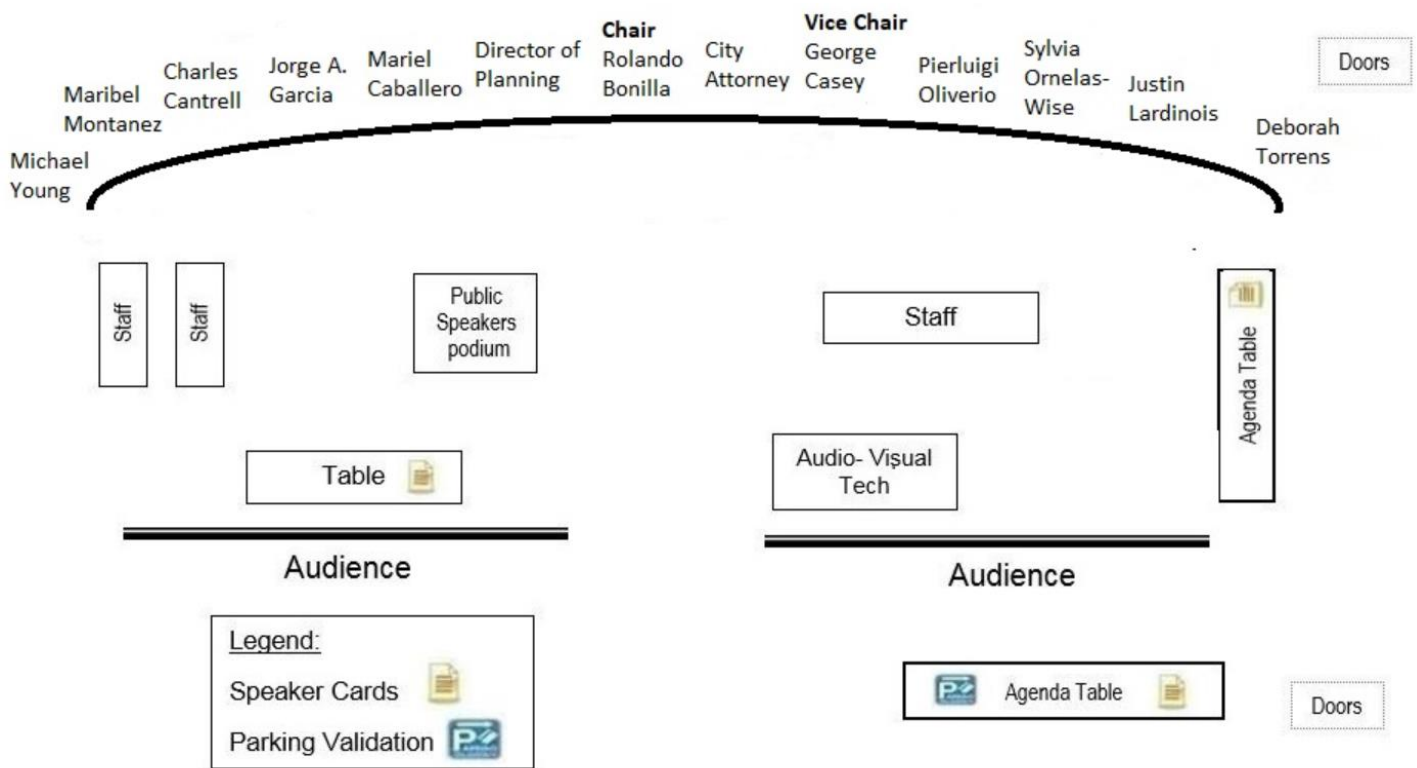 Michael
Young
Maribel
Montanez
Charles
Cantrell
Jorge A.
Garcia
Mariel
Caballero
Director of
Planning
Chair
Rolando
Bonilla
City
Attorney
Vice Chair
George
Casey
Pierluigi
Oliverio
Sylvia
Ornelas-
Wise
Justin
Lardinois
Deborah
Torrens
Doors
Staff
Staff
Public
Speakers
podium
Staff
Agenda Table
Table
Audio- Visual
Tech
Audience
Audience
Legend:
Speaker Cards
Parking Validation
P
P
Agenda Table
Doors